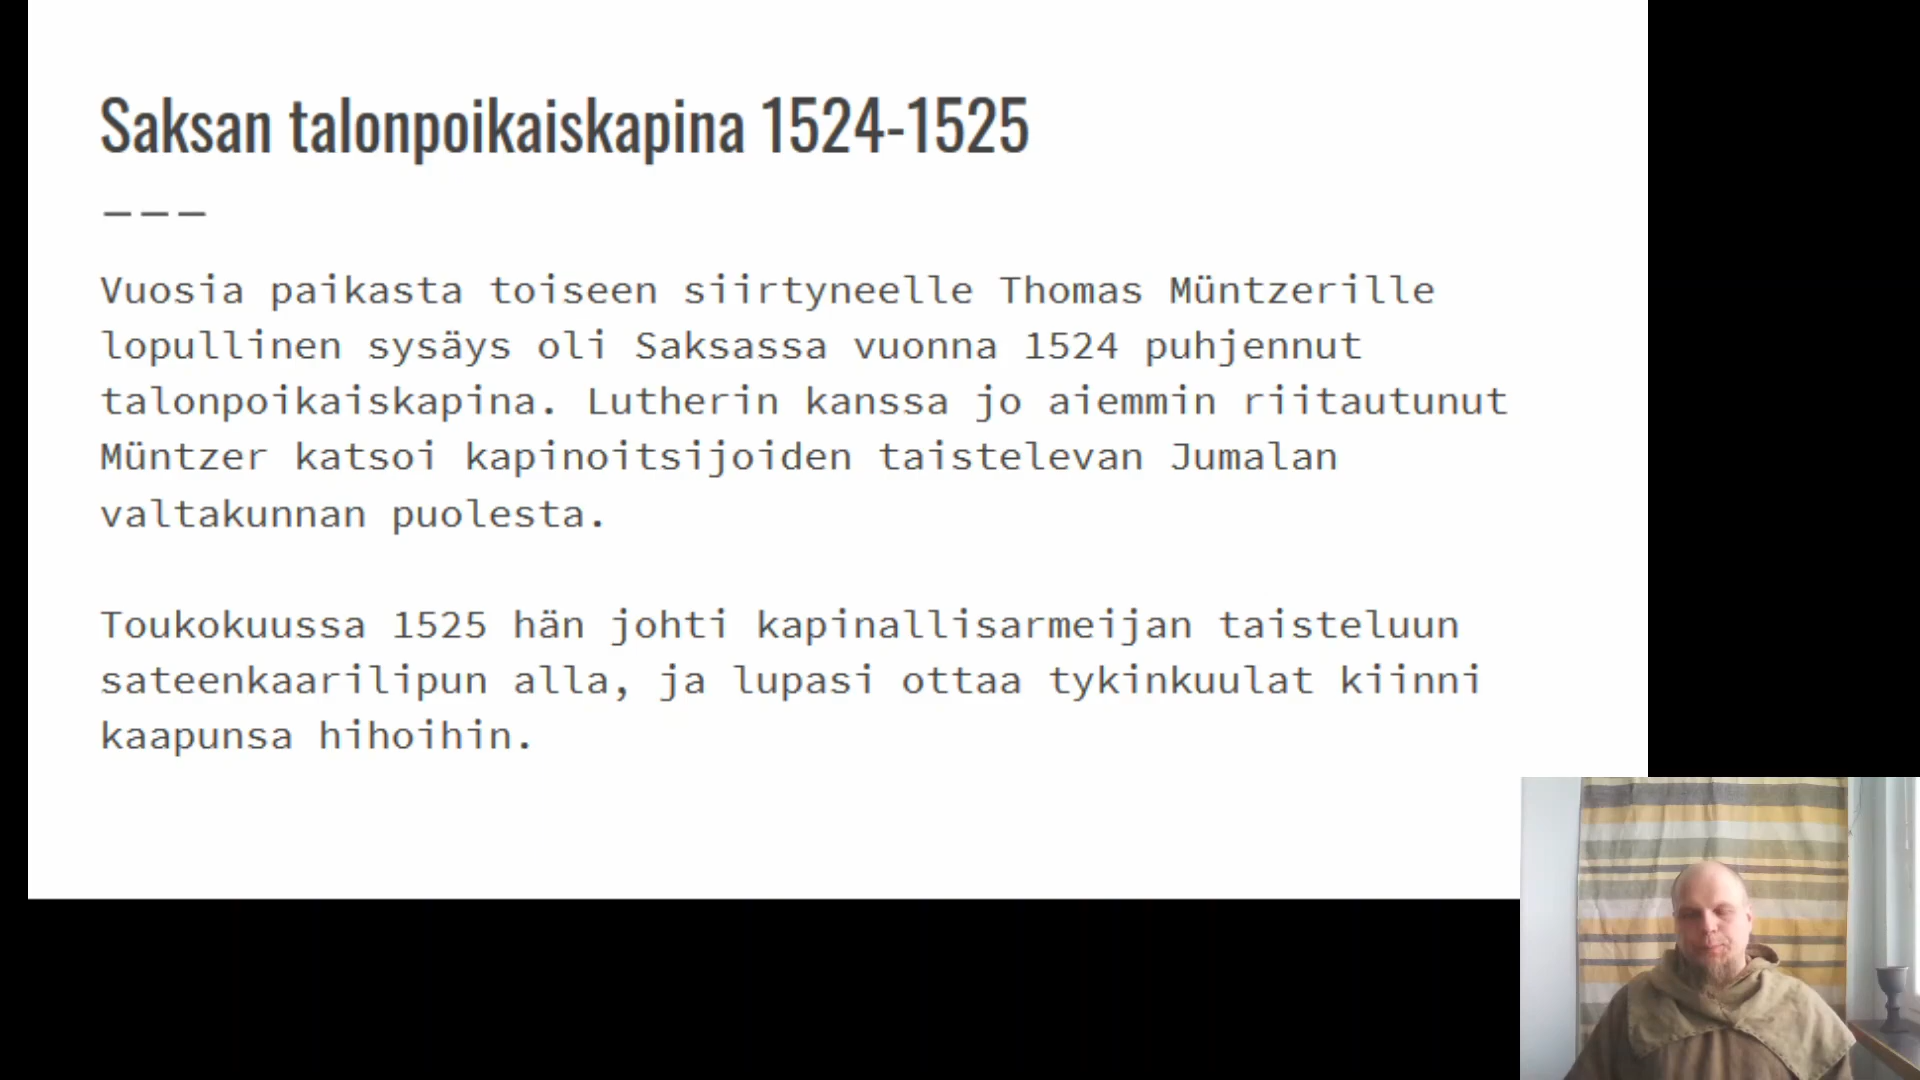 Saksan talonpoikaiskapina 1524-1525
———
Vuosia paikasta toiseen siirtyneelle Thomas Müntzerille
lopullinen sysäys oli Saksassa vuonna 1524 puhjennut
talonpoikaiskapina. Lutherin kanssa jo aiemmin riitautunut
Müntzer katsoi kapinoitsijoiden taistelevan Jumalan
valtakunnan puolesta.
Toukokuussa 1525 hän johti kapinallisarmeijan taisteluun
sateenkaarilipun alla, ja lupasi ottaa tykinkuulat kiinni
kaapunsa hihoihin.